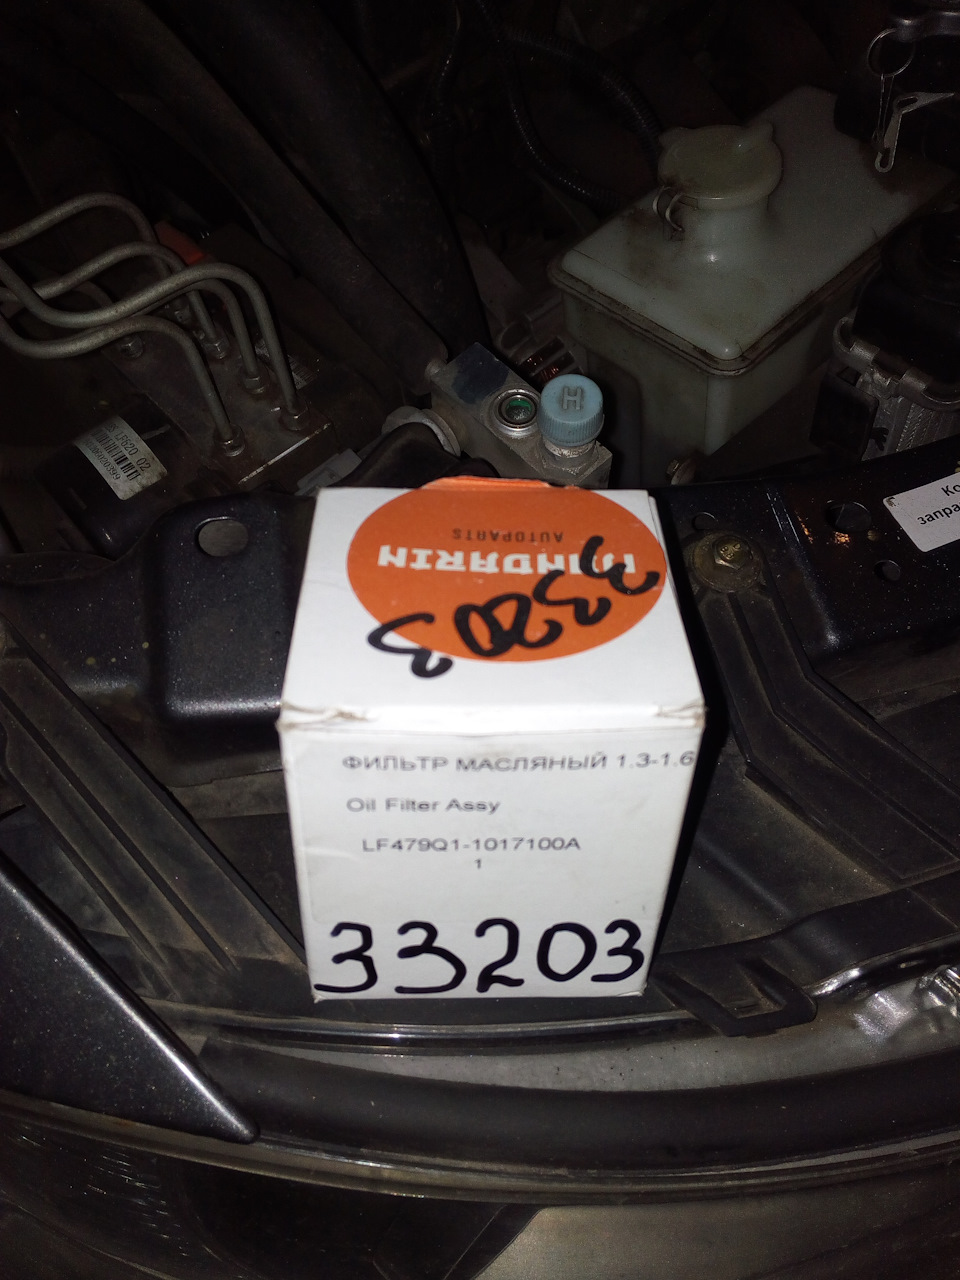 H
AUTOPARTS
MANDARIN
33203
ФИЛЬТР МАСЛЯНЫЙ 1.3-1.6
Oil Filter Assy
LF479Q1-1017100A
1
33203